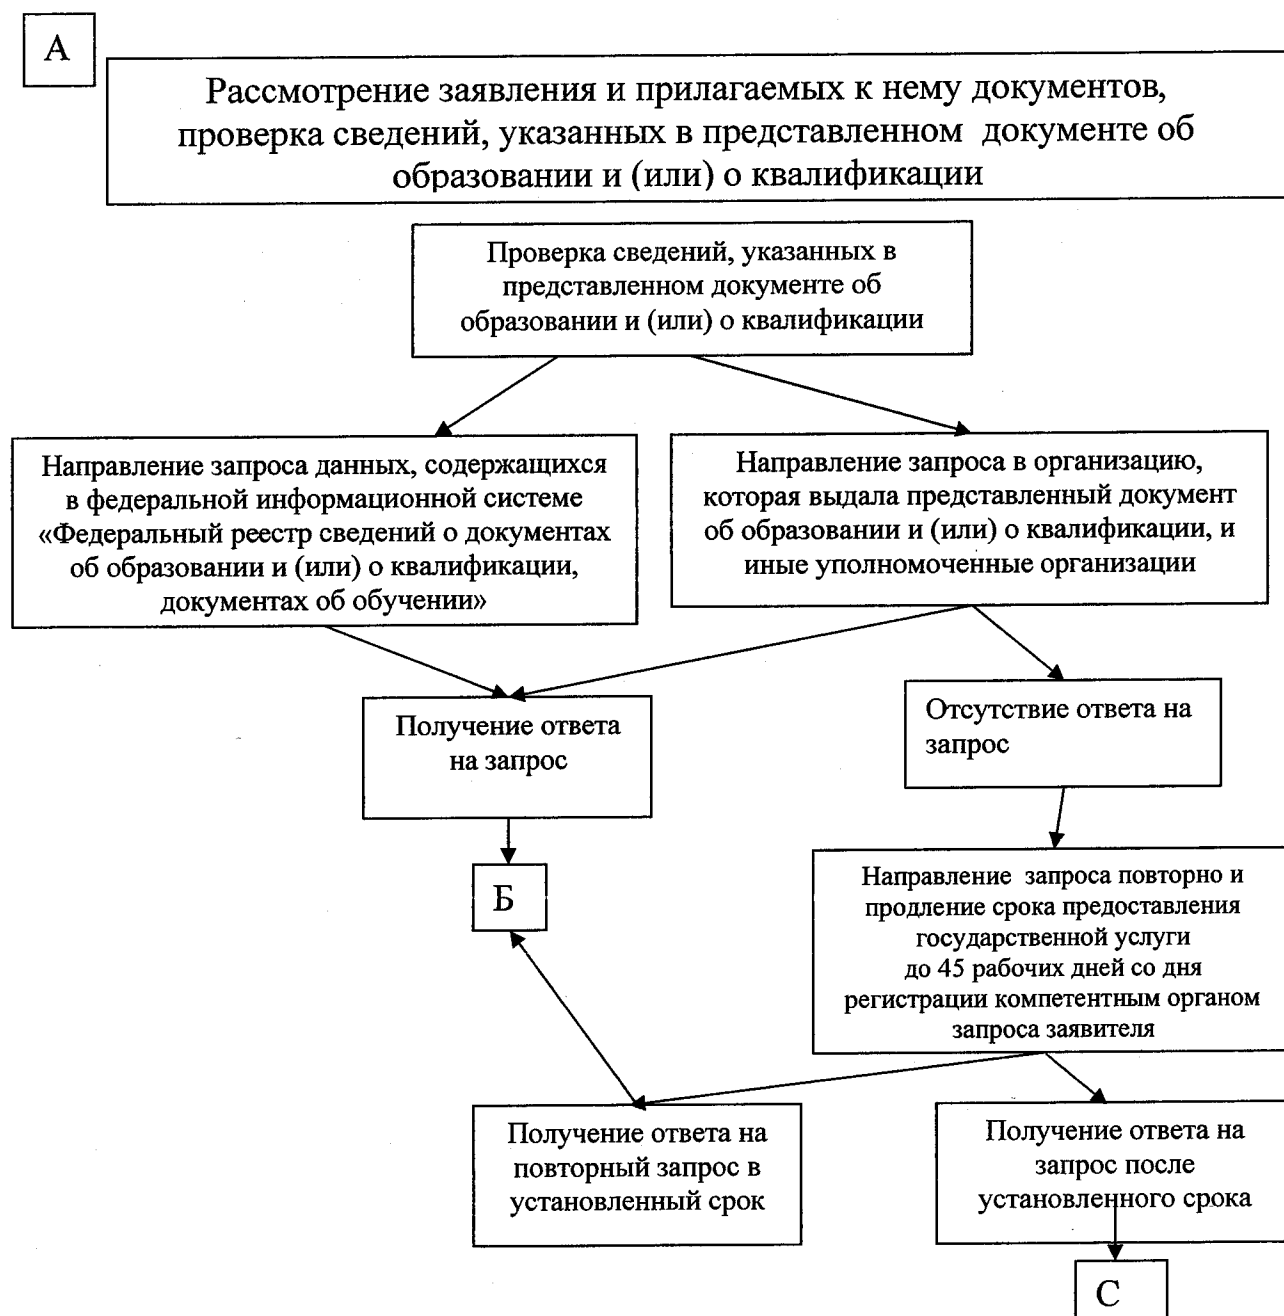 А
Рассмотрение заявления и прилагаемых к нему документов,
проверка сведений, указанных в представленном документе об
образовании и (или) о квалификации
Проверка сведений, указанных в
представленном документе об
образовании и (или) о квалификации
Направление запроса данных, содержащихся
в федеральной информационной системе
«Федеральный реестр сведений о документах
об образовании и (или) о квалификации,
документах об обучении»
Направление запроса в организацию,
которая выдала представленный документ
об образовании и (или) о квалификации, и
иные уполномоченные организации
Получение ответа
на запрос
Отсутствие ответа на
запрос
Б
Направление запроса повторно и
продление срока предоставления
государственной услуги
до 45 рабочих дней со дня
регистрации компетентным органом
запроса заявителя
Получение ответа на
повторный запрос в
установленный срок
Получение ответа на
запрос после
установленного срока
С